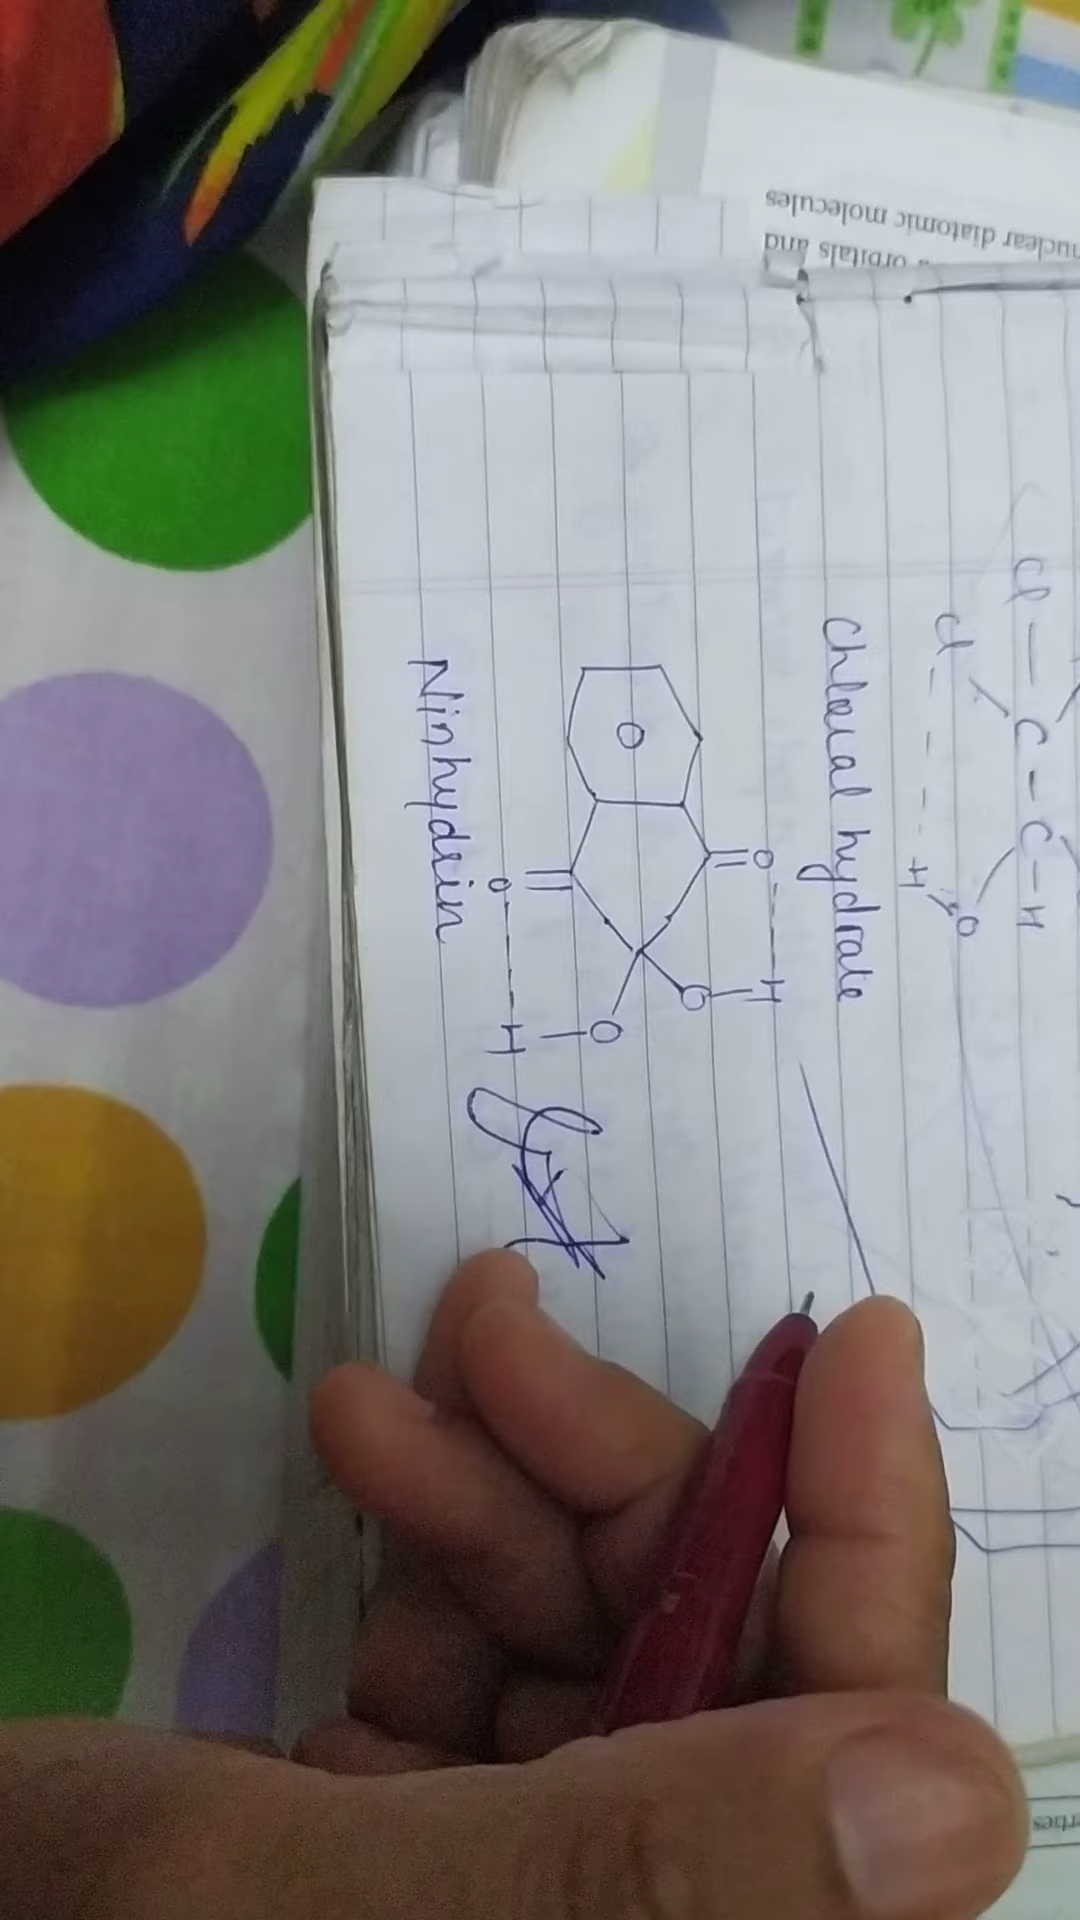 nuclear diatomic molecules
orbitals and
Cl — C - C - H
Cl
H
O
Chloral hydrate
O
O
H
O
O
H
Ninhydrin